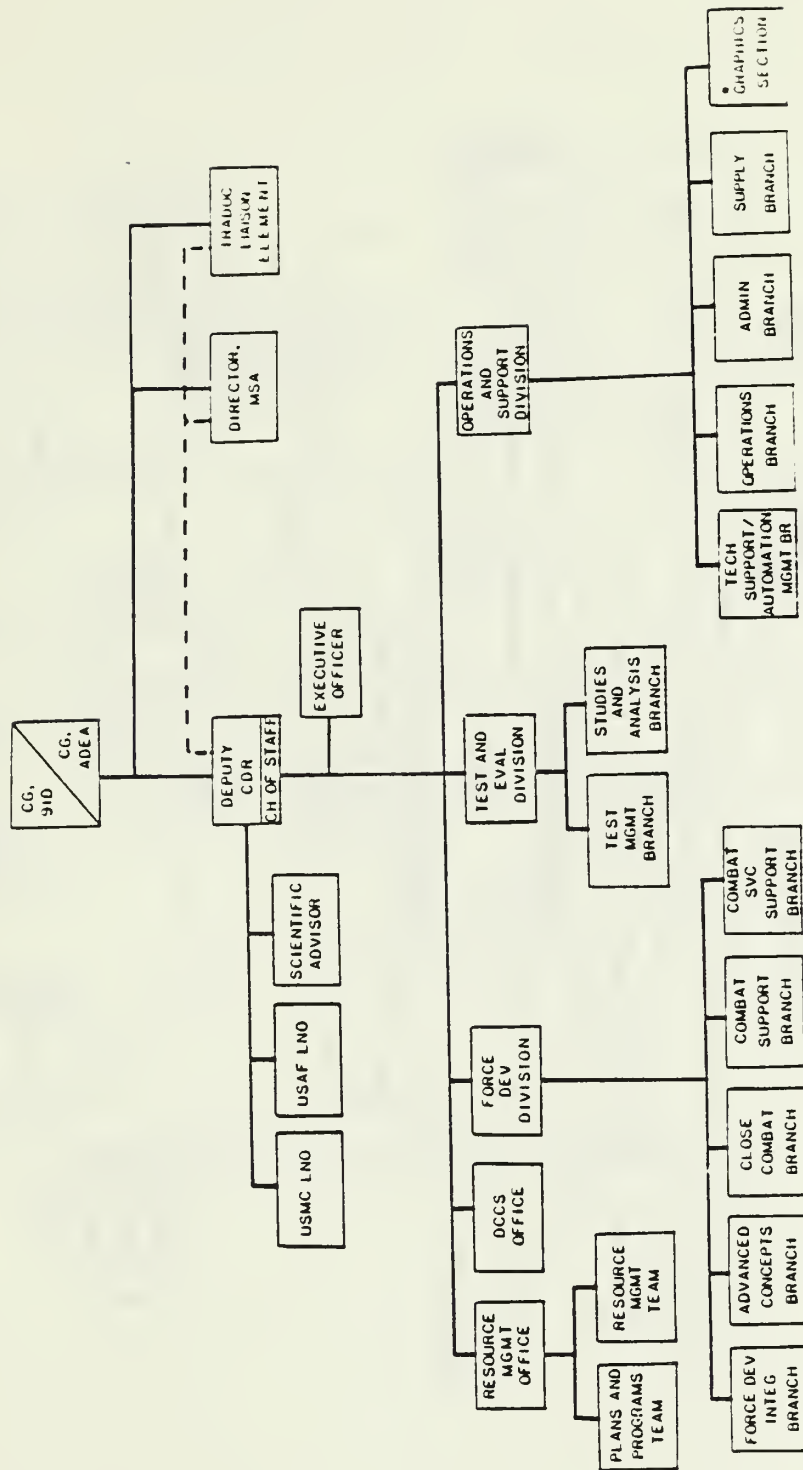 CG,
9ID
CG,
ADEA
DEPUTY
CDR
CH OF STAFF
DIRECTOR,
MSA
TRADOC
LIAISON
ELEMENT
USMC LNO
USAF LNO
SCIENTIFIC
ADVISOR
EXECUTIVE
OFFICER
RESOURCE
MGMT
OFFICE
DCCS
OFFICE
FORCE
DEV
DIVISION
TEST AND
EVAL
DIVISION
OPERATIONS
AND
SUPPORT
DIVISION
PLANS AND
PROGRAMS
TEAM
RESOURCE
MGMT
TEAM
TEST
MGMT
BRANCH
STUDIES
AND
ANALYSIS
BRANCH
FORCE DEV
INTEG
BRANCH
ADVANCED
CONCEPTS
BRANCH
CLOSE
COMBAT
BRANCH
COMBAT
SUPPORT
BRANCH
COMBAT
SVC
SUPPORT
BRANCH
TECH
SUPPORT/
AUTOMATION
MGMT BR
OPERATIONS
BRANCH
ADMIN
BRANCH
SUPPLY
BRANCH
• GRAPHICS
SECTION